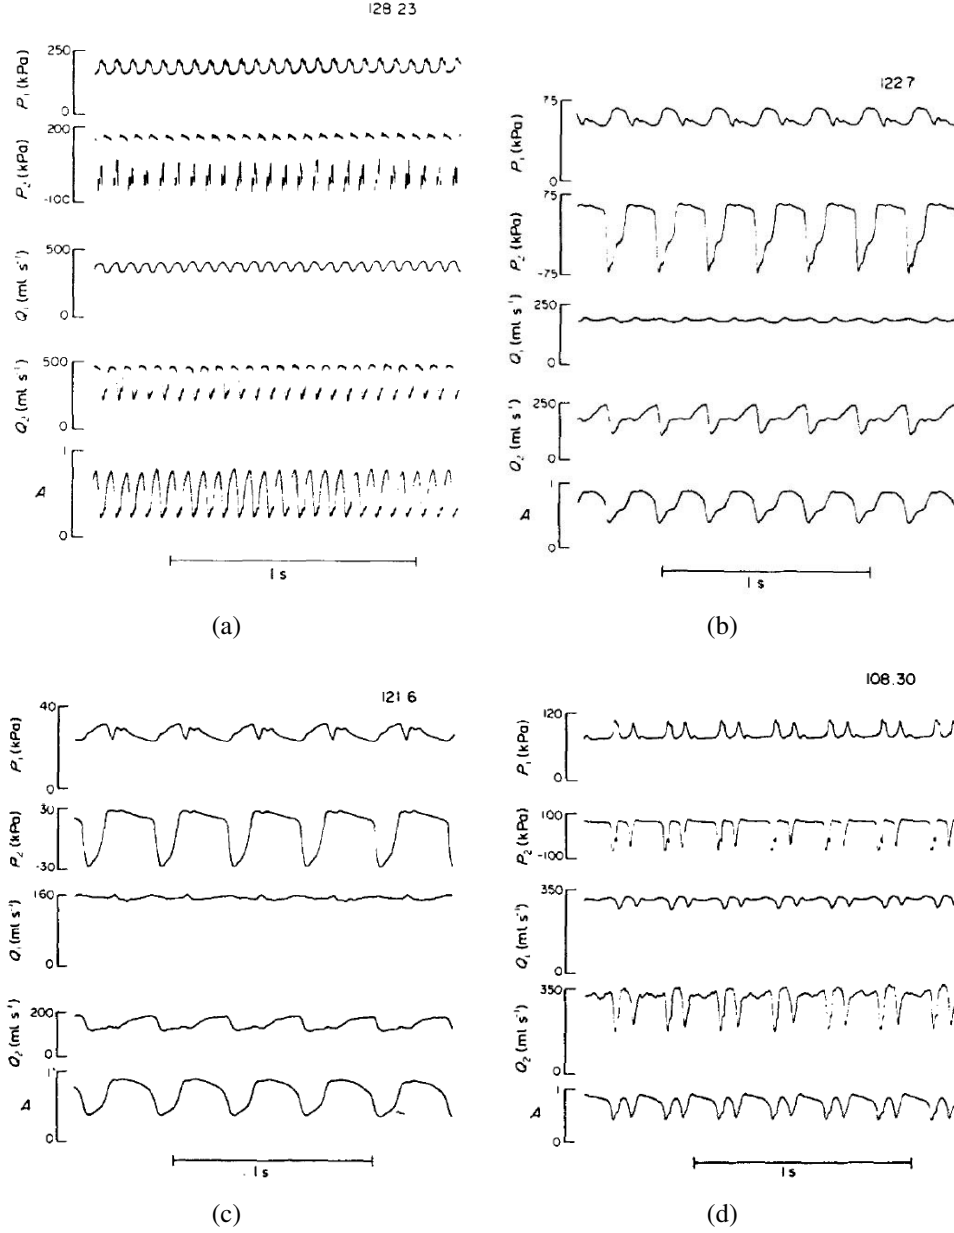 128 23
250
P₁ (kPa)
0
200
P₂ (kPa)
-100
500
Q₁ (ml s⁻¹)
0
500
Q₂ (ml s⁻¹)
0
1
A
0
1 s
(a)
122.7
75
P₁ (kPa)
0
75
P₂ (kPa)
-75
250
Q₁ (ml s⁻¹)
0
250
Q₂ (ml s⁻¹)
0
1
A
0
1 s
(b)
121 6
40
P₁ (kPa)
0
30
P₂ (kPa)
-30
160
Q₁ (ml s⁻¹)
0
200
Q₂ (ml s⁻¹)
0
1
A
0
1 s
(c)
108.30
120
P₁ (kPa)
0
100
P₂ (kPa)
-100
350
Q₁ (ml s⁻¹)
0
350
Q₂ (ml s⁻¹)
0
1
A
0
1 s
(d)